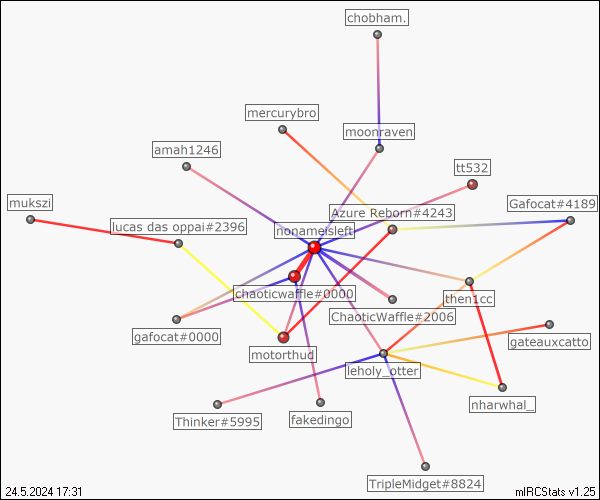 chobham.
mercurybro
moonraven
amah1246
tt532
mukszi
Gafocat#4189
Azure Reborn#4243
lucas das oppai#2396
nonameisleft
chaoticwaffle#0000
then1cc
ChaoticWaffle#2006
gafocat#0000
gateauxcatto
motorthud
leholy_otter
nharwhal_
Thinker#5995
fakedingo
TripleMidget#8824
24.5.2024 17:31
mIRCStats v1.25